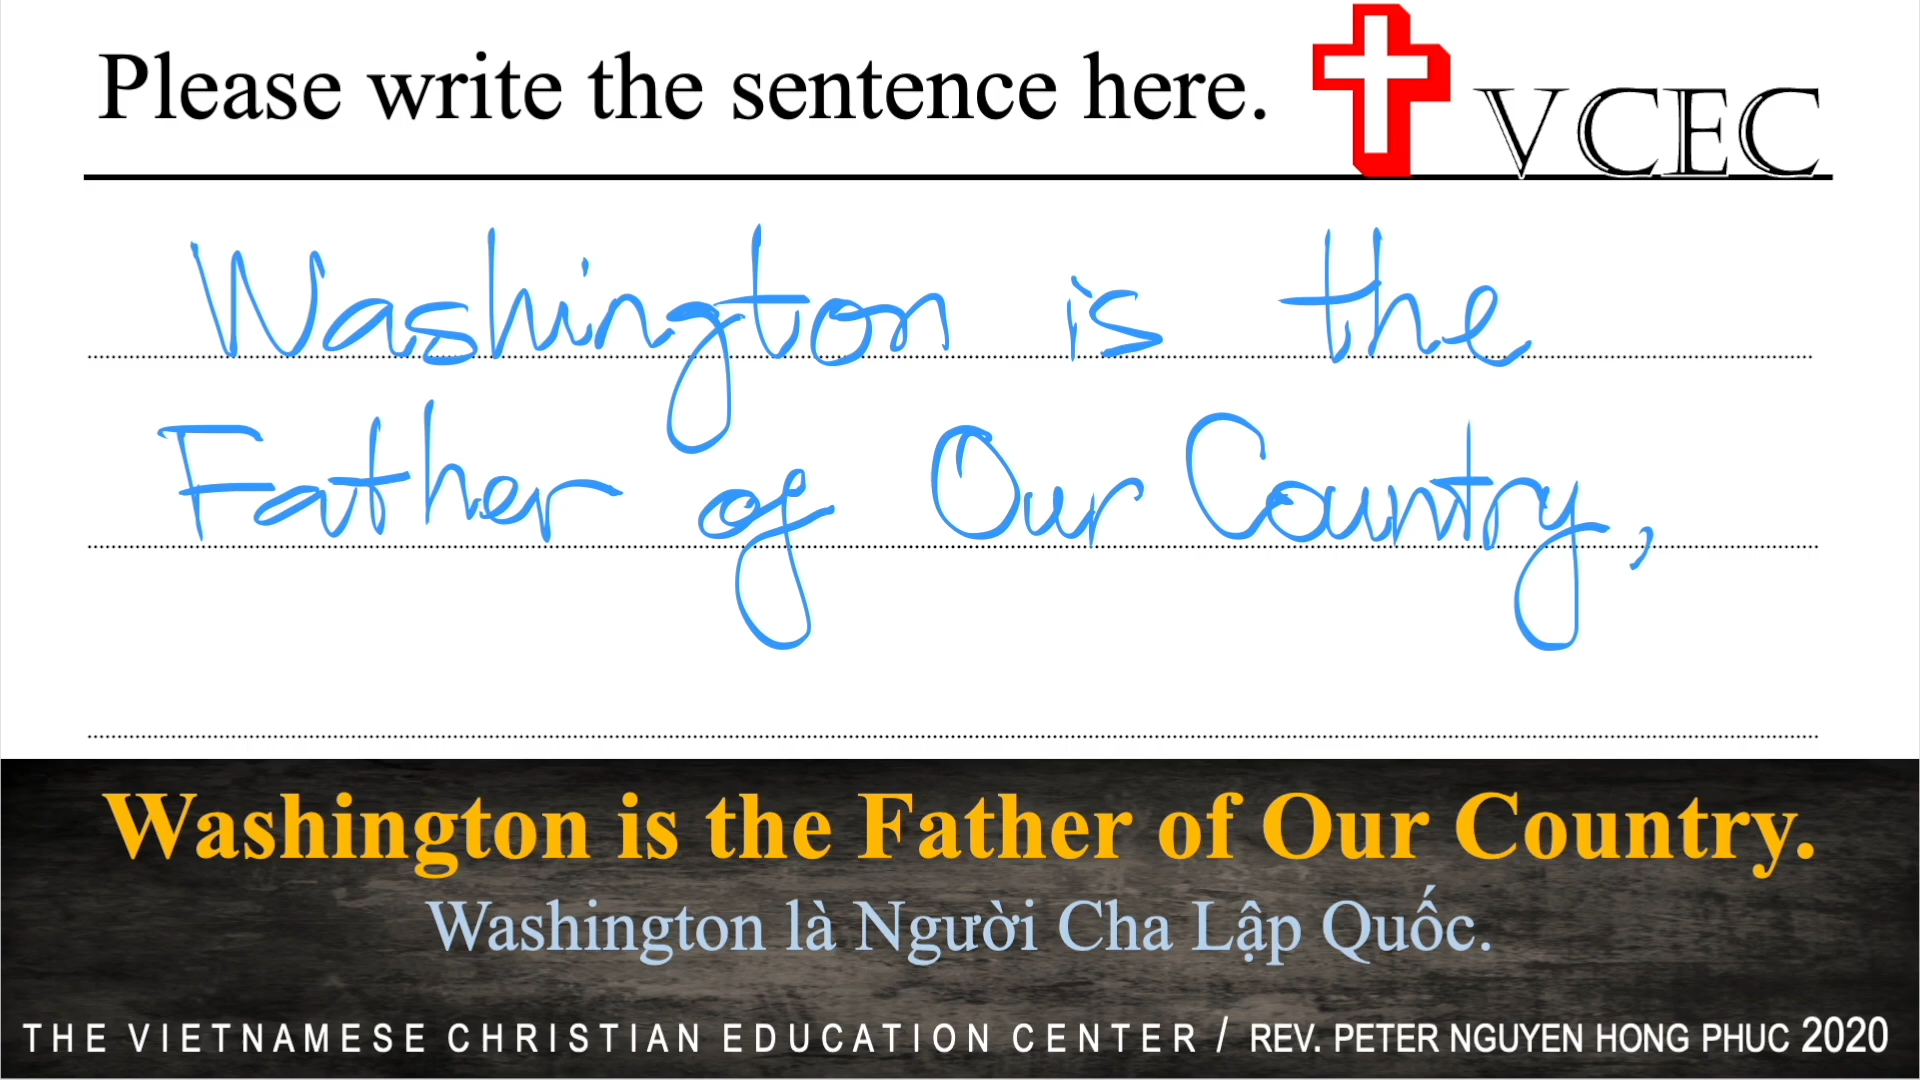 Please write the sentence here. VCEC
Washington is the
Father of Our Country,
Washington is the Father of Our Country.
Washington là Người Cha Lập Quốc.
THE VIETNAMESE CHRISTIAN EDUCATION CENTER / REV. PETER NGUYEN HONG PHUC 2020